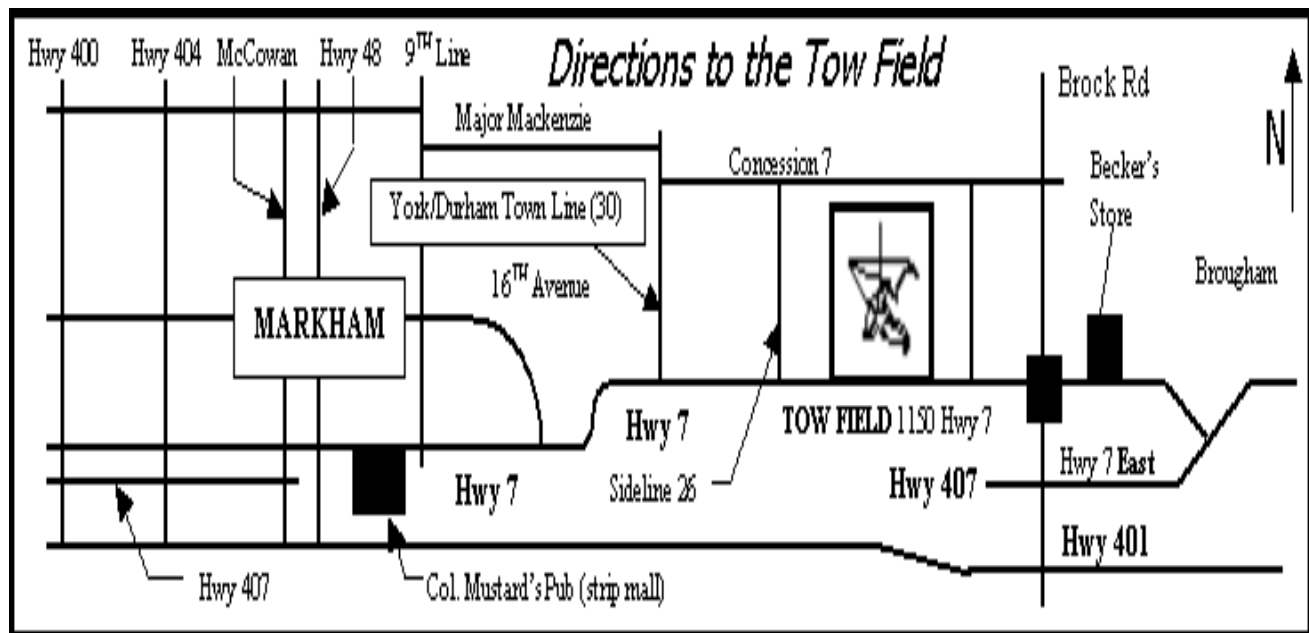 Directions to the Tow Field
Hwy 400
Hwy 404
McCowan
Hwy 48
9TH Line
Brock Rd
N
Major Mackenzie
Concession 7
Becker's
Store
York/Durham Town Line (30)
16TH Avenue
Brougham
MARKHAM
Hwy 7
TOW FIELD 1150 Hwy 7
Hwy 7
Sideline 26
Hwy 407
Hwy 7 East
Hwy 401
Hwy 407
Col. Mustard's Pub (strip mall)